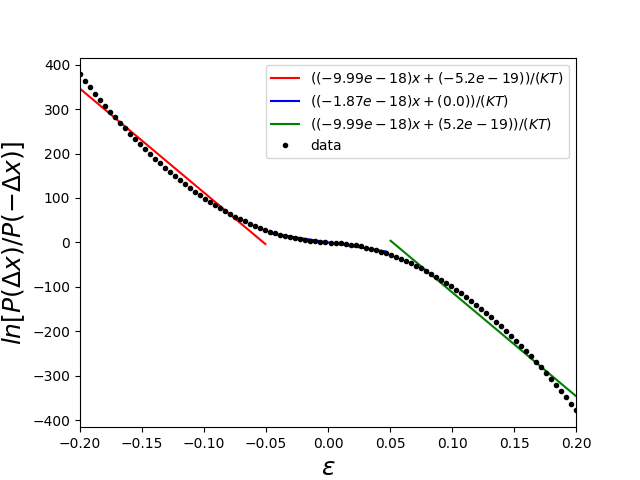 ((−9.99e − 18)x + (−5.2e − 19))/(KT)
((−1.87e − 18)x + (0.0))/(KT)
((−9.99e − 18)x + (5.2e − 19))/(KT)
data
ln[P(Δx)/P(−Δx)]
400
300
200
100
0
−100
−200
−300
−400
−0.20 −0.15 −0.10 −0.05 0.00 0.05 0.10 0.15 0.20
ε